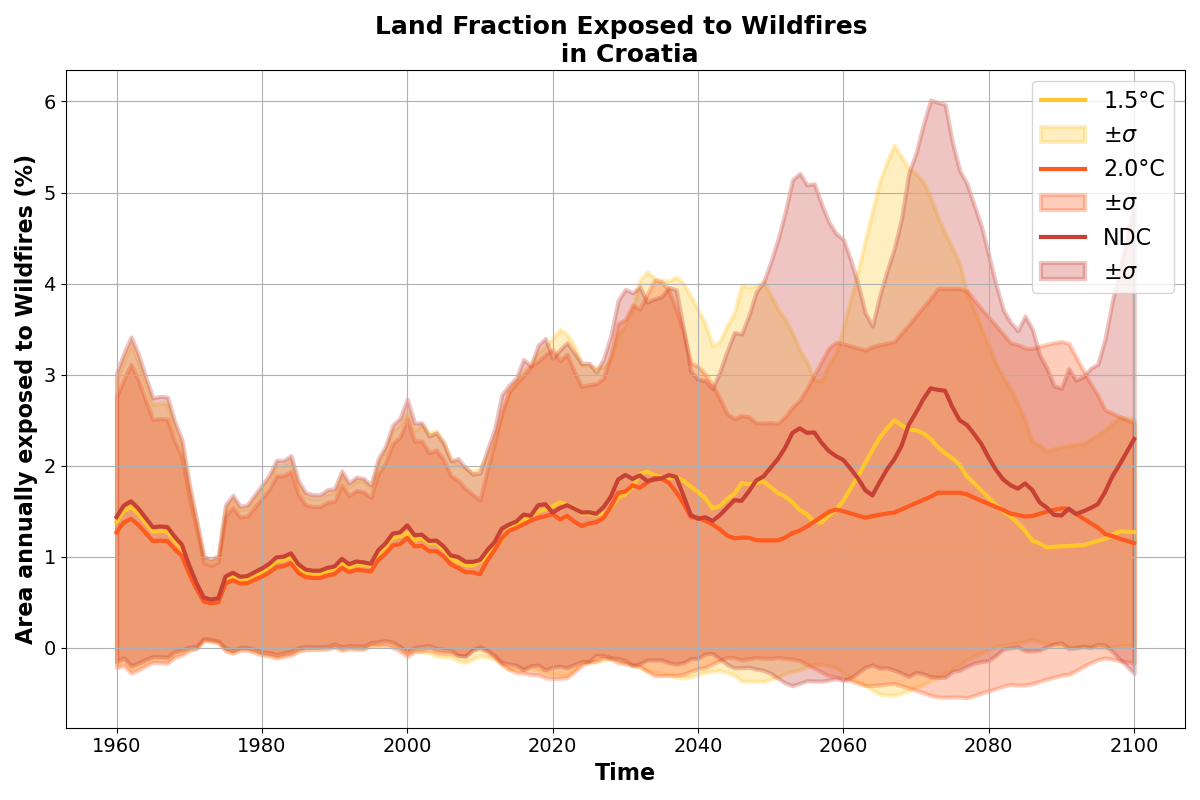 Land Fraction Exposed to Wildfires
in Croatia
Area annually exposed to Wildfires (%)
6
5
4
3
2
1
0
1.5°C
±σ
2.0°C
±σ
NDC
±σ
1960 1980 2000 2020 2040 2060 2080 2100
Time